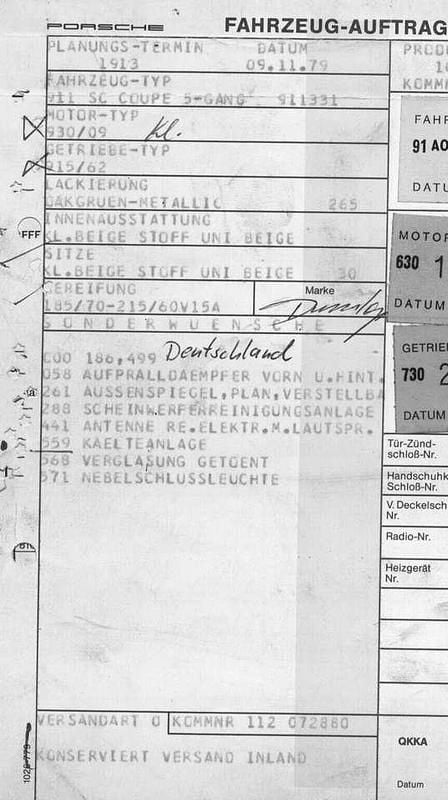 PORSCHE FAHRZEUG-AUFTRAG
PLANUNGS-TERMIN DATUM
1913 09.11.79
FAHRZEUG-TYP
911 SC COUPE 5-GANG 911331
MOTOR-TYP
930/09 Kl.
GETRIEBE-TYP
915/62
LACKIERUNG
OAKGRUEN-METALLIC 265
INNENAUSSTATTUNG
KL.BEIGE STOFF UNI BEIGE
SITZE
KL.BEIGE STOFF UNI BEIGE 30
BEREIFUNG Marke
185/70-215/60V15A Dunlop
SONDERWUENSCHE
C00 186,499 Deutschland
058 AUFPRALLDAEMPFER VORN U.HINT.
261 AUSSENSPIEGEL,PLAN,VERSTELLBA
288 SCHEINWERFERREINIGUNGSANLAGE
441 ANTENNE RE.ELEKTR.M.LAUTSPR.
559 KAELTEANLAGE
568 VERGLASUNG GETOENT
571 NEBELSCHLUSSLEUCHTE
VERSANDART 0 KOMMNR 112 072880
KONSERVIERT VERSAND INLAND
FFF
PRODU
10
KOMMN
FAHR
91 AO
DATU
MOTOR
630 1
DATUM
GETRIE
730 2
DATUM
Tür-Zünd-
schloß-Nr.
Handschuhk
Schloß-Nr.
V. Deckelsch
Nr.
Radio-Nr.
Heizgerät
Nr.
QKKA
Datum